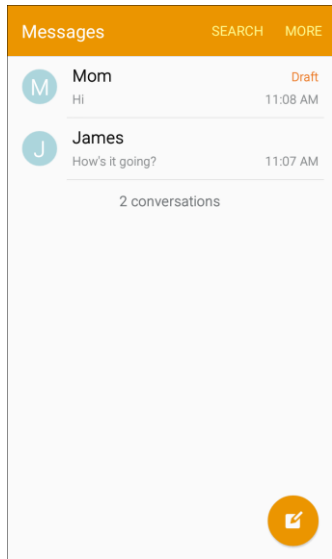 Messages SEARCH MORE
M Mom Draft
Hi 11:08 AM
J James
How's it going? 11:07 AM
2 conversations